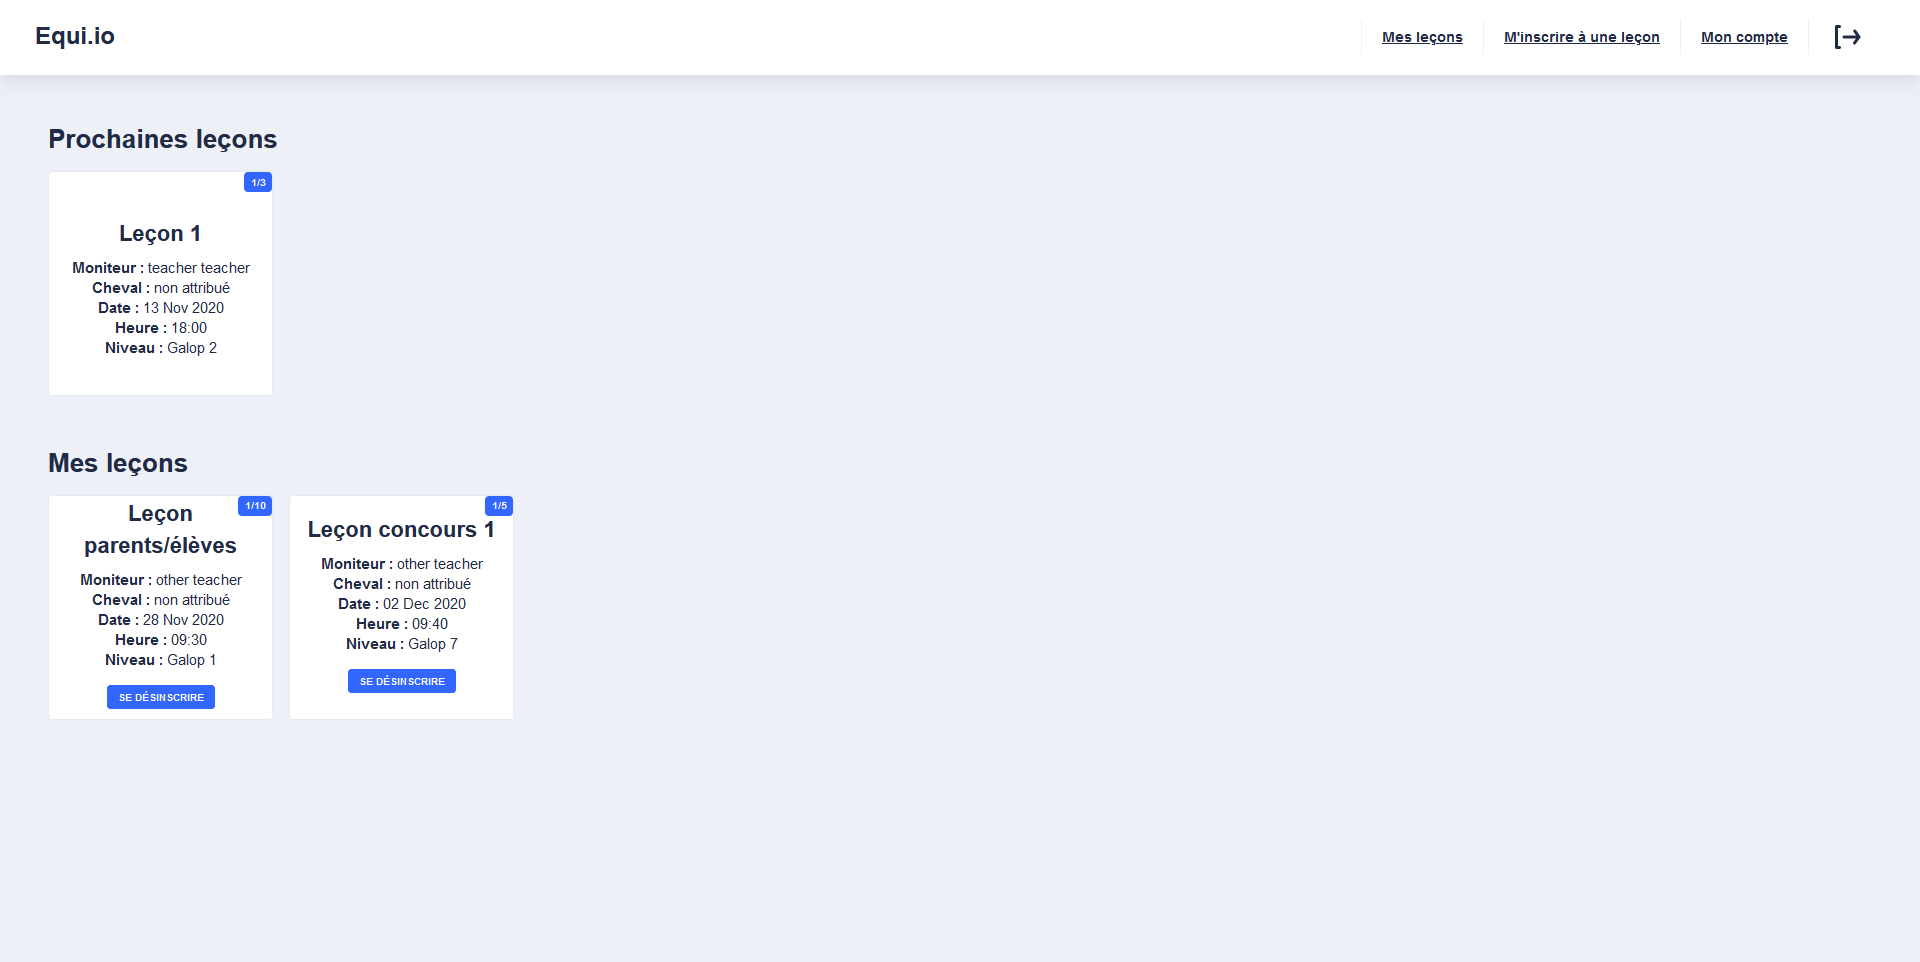 Equi.io
Mes leçons
M'inscrire à une leçon
Mon compte
Prochaines leçons
1/3
Leçon 1
Moniteur : teacher teacher
Cheval : non attribué
Date : 13 Nov 2020
Heure : 18:00
Niveau : Galop 2
Mes leçons
1/10
Leçon
parents/élèves
Moniteur : other teacher
Cheval : non attribué
Date : 28 Nov 2020
Heure : 09:30
Niveau : Galop 1
SE DÉSINSCRIRE
1/5
Leçon concours 1
Moniteur : other teacher
Cheval : non attribué
Date : 02 Dec 2020
Heure : 09:40
Niveau : Galop 7
SE DÉSINSCRIRE